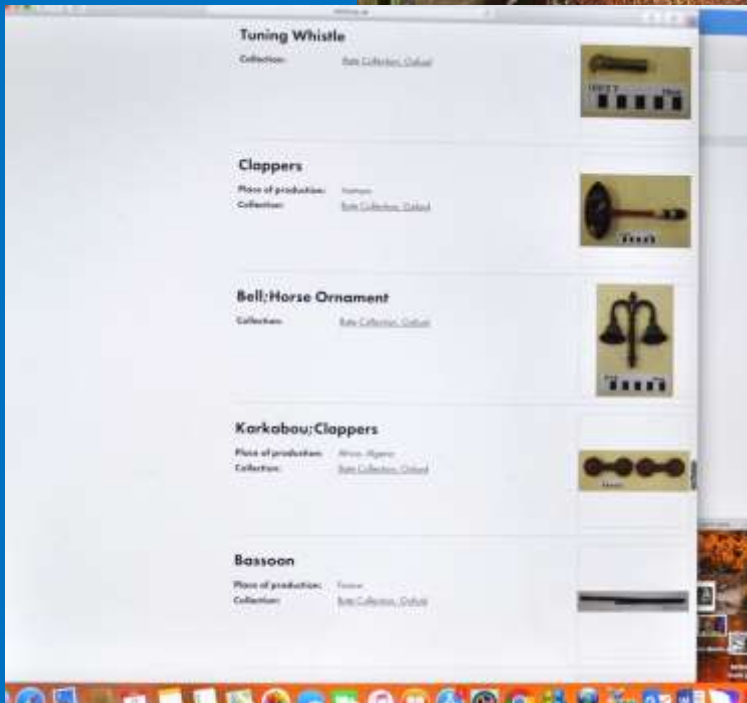 Tuning Whistle
Collection: Bate Collection, Oxford
Clappers
Place of production:
Collection: Bate Collection, Oxford
Bell;Horse Ornament
Collection: Bate Collection, Oxford
Karkabou;Clappers
Place of production: Africa, Algeria
Collection: Bate Collection, Oxford
Bassoon
Place of production: France
Collection: Bate Collection, Oxford